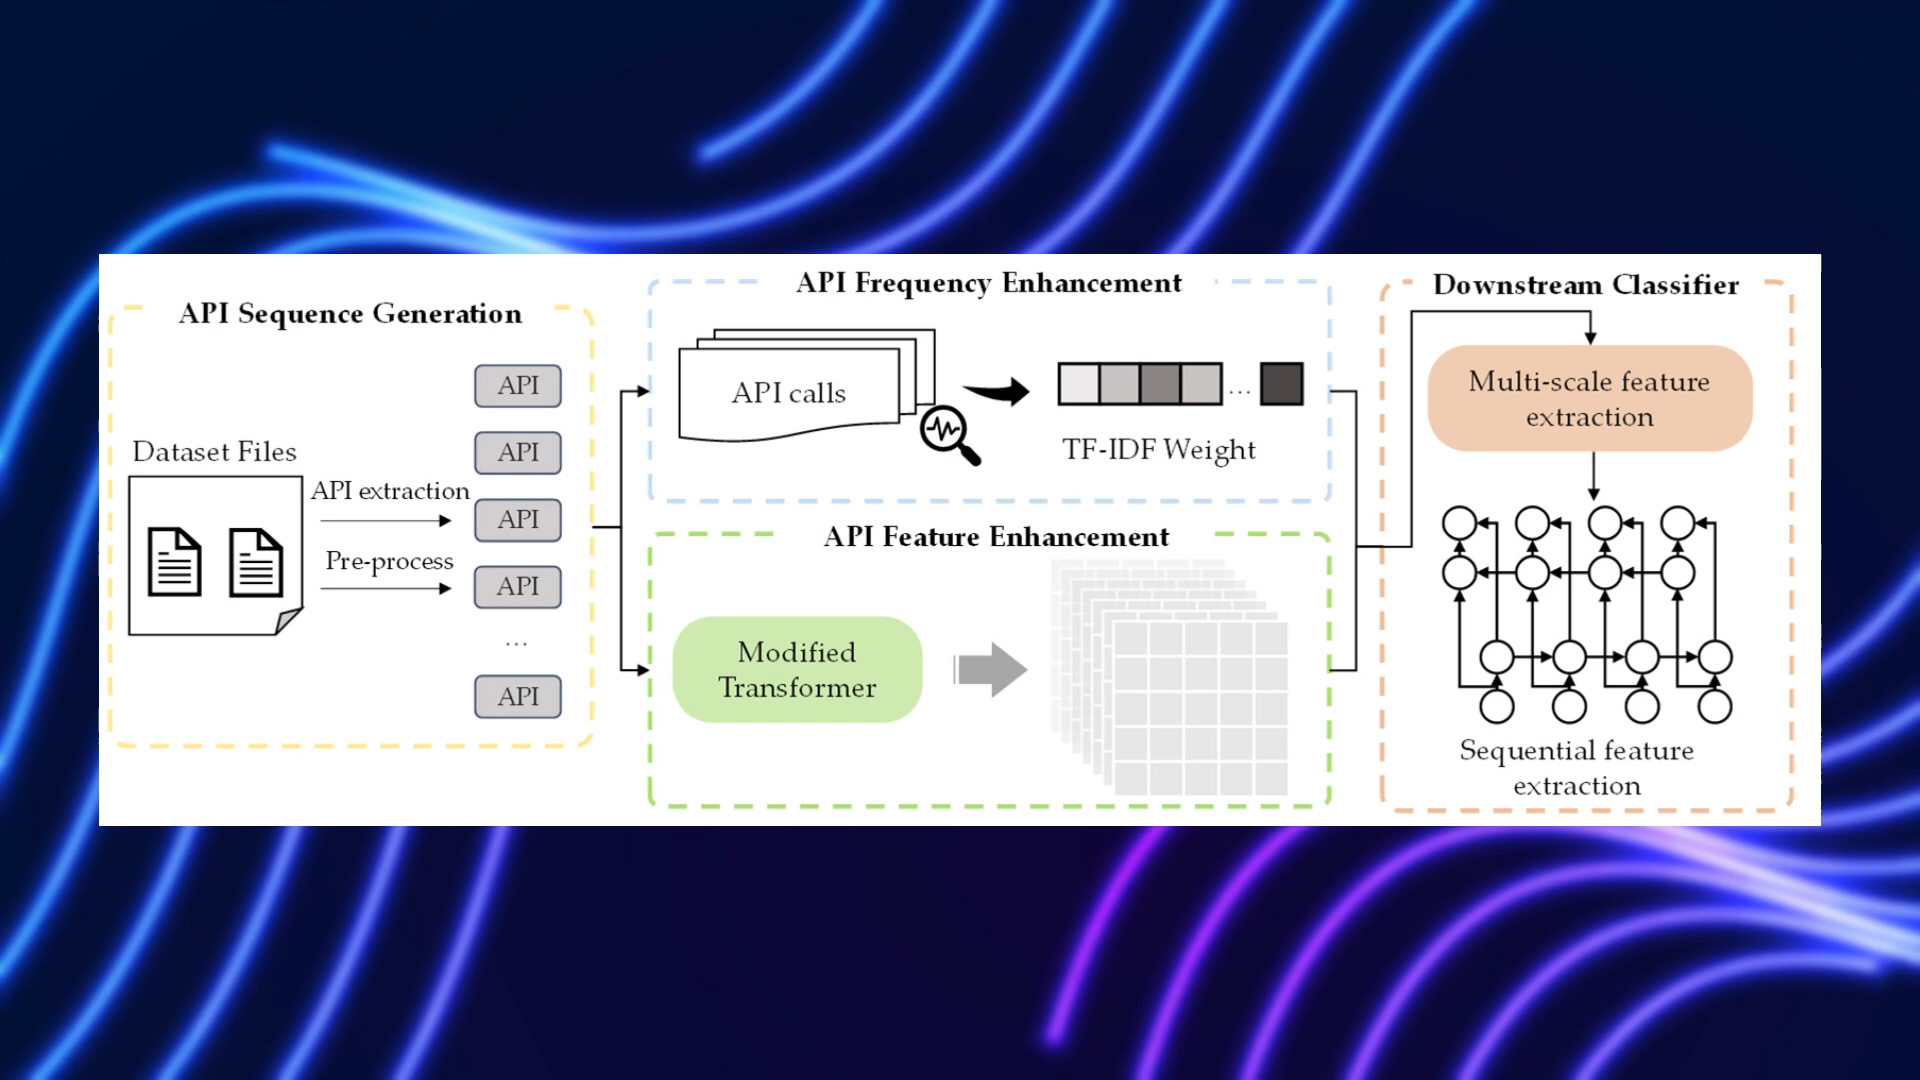 API Sequence Generation
Dataset Files
API extraction
Pre-process
API
API
API
API
...
API
API Frequency Enhancement
API calls
...
TF-IDF Weight
API Feature Enhancement
Modified
Transformer
Downstream Classifier
Multi-scale feature
extraction
Sequential feature
extraction